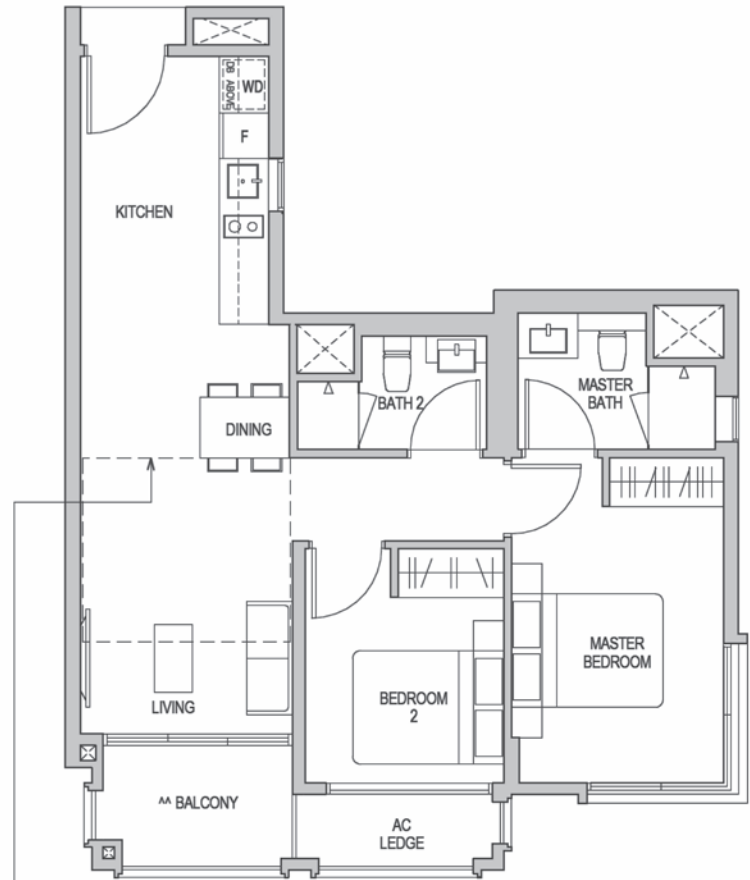 DB ABOVE
WD
F
KITCHEN
DINING
BATH 2
MASTER
BATH
MASTER
BEDROOM
BEDROOM
2
LIVING
^^ BALCONY
AC
LEDGE